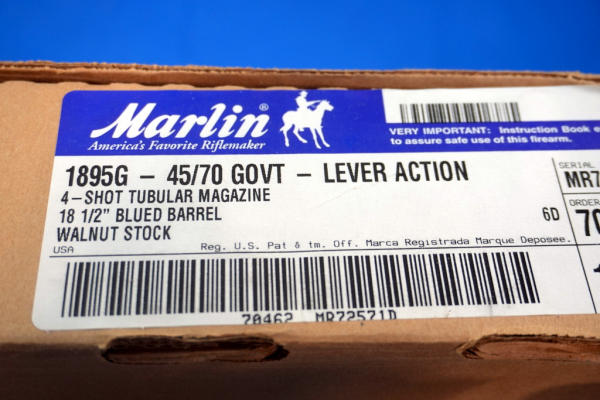 Marlin®
America's Favorite Riflemaker
VERY IMPORTANT: Instruction Book
to assure safe use of this firearm.
1895G – 45/70 GOVT – LEVER ACTION
4–SHOT TUBULAR MAGAZINE
18 1/2" BLUED BARREL
6D
WALNUT STOCK
USA
Reg. U.S. Pat & tm. Off. Marca Registrada Marque Deposee.
SERIAL
MR7
ORDER
70
70462 MR72571D